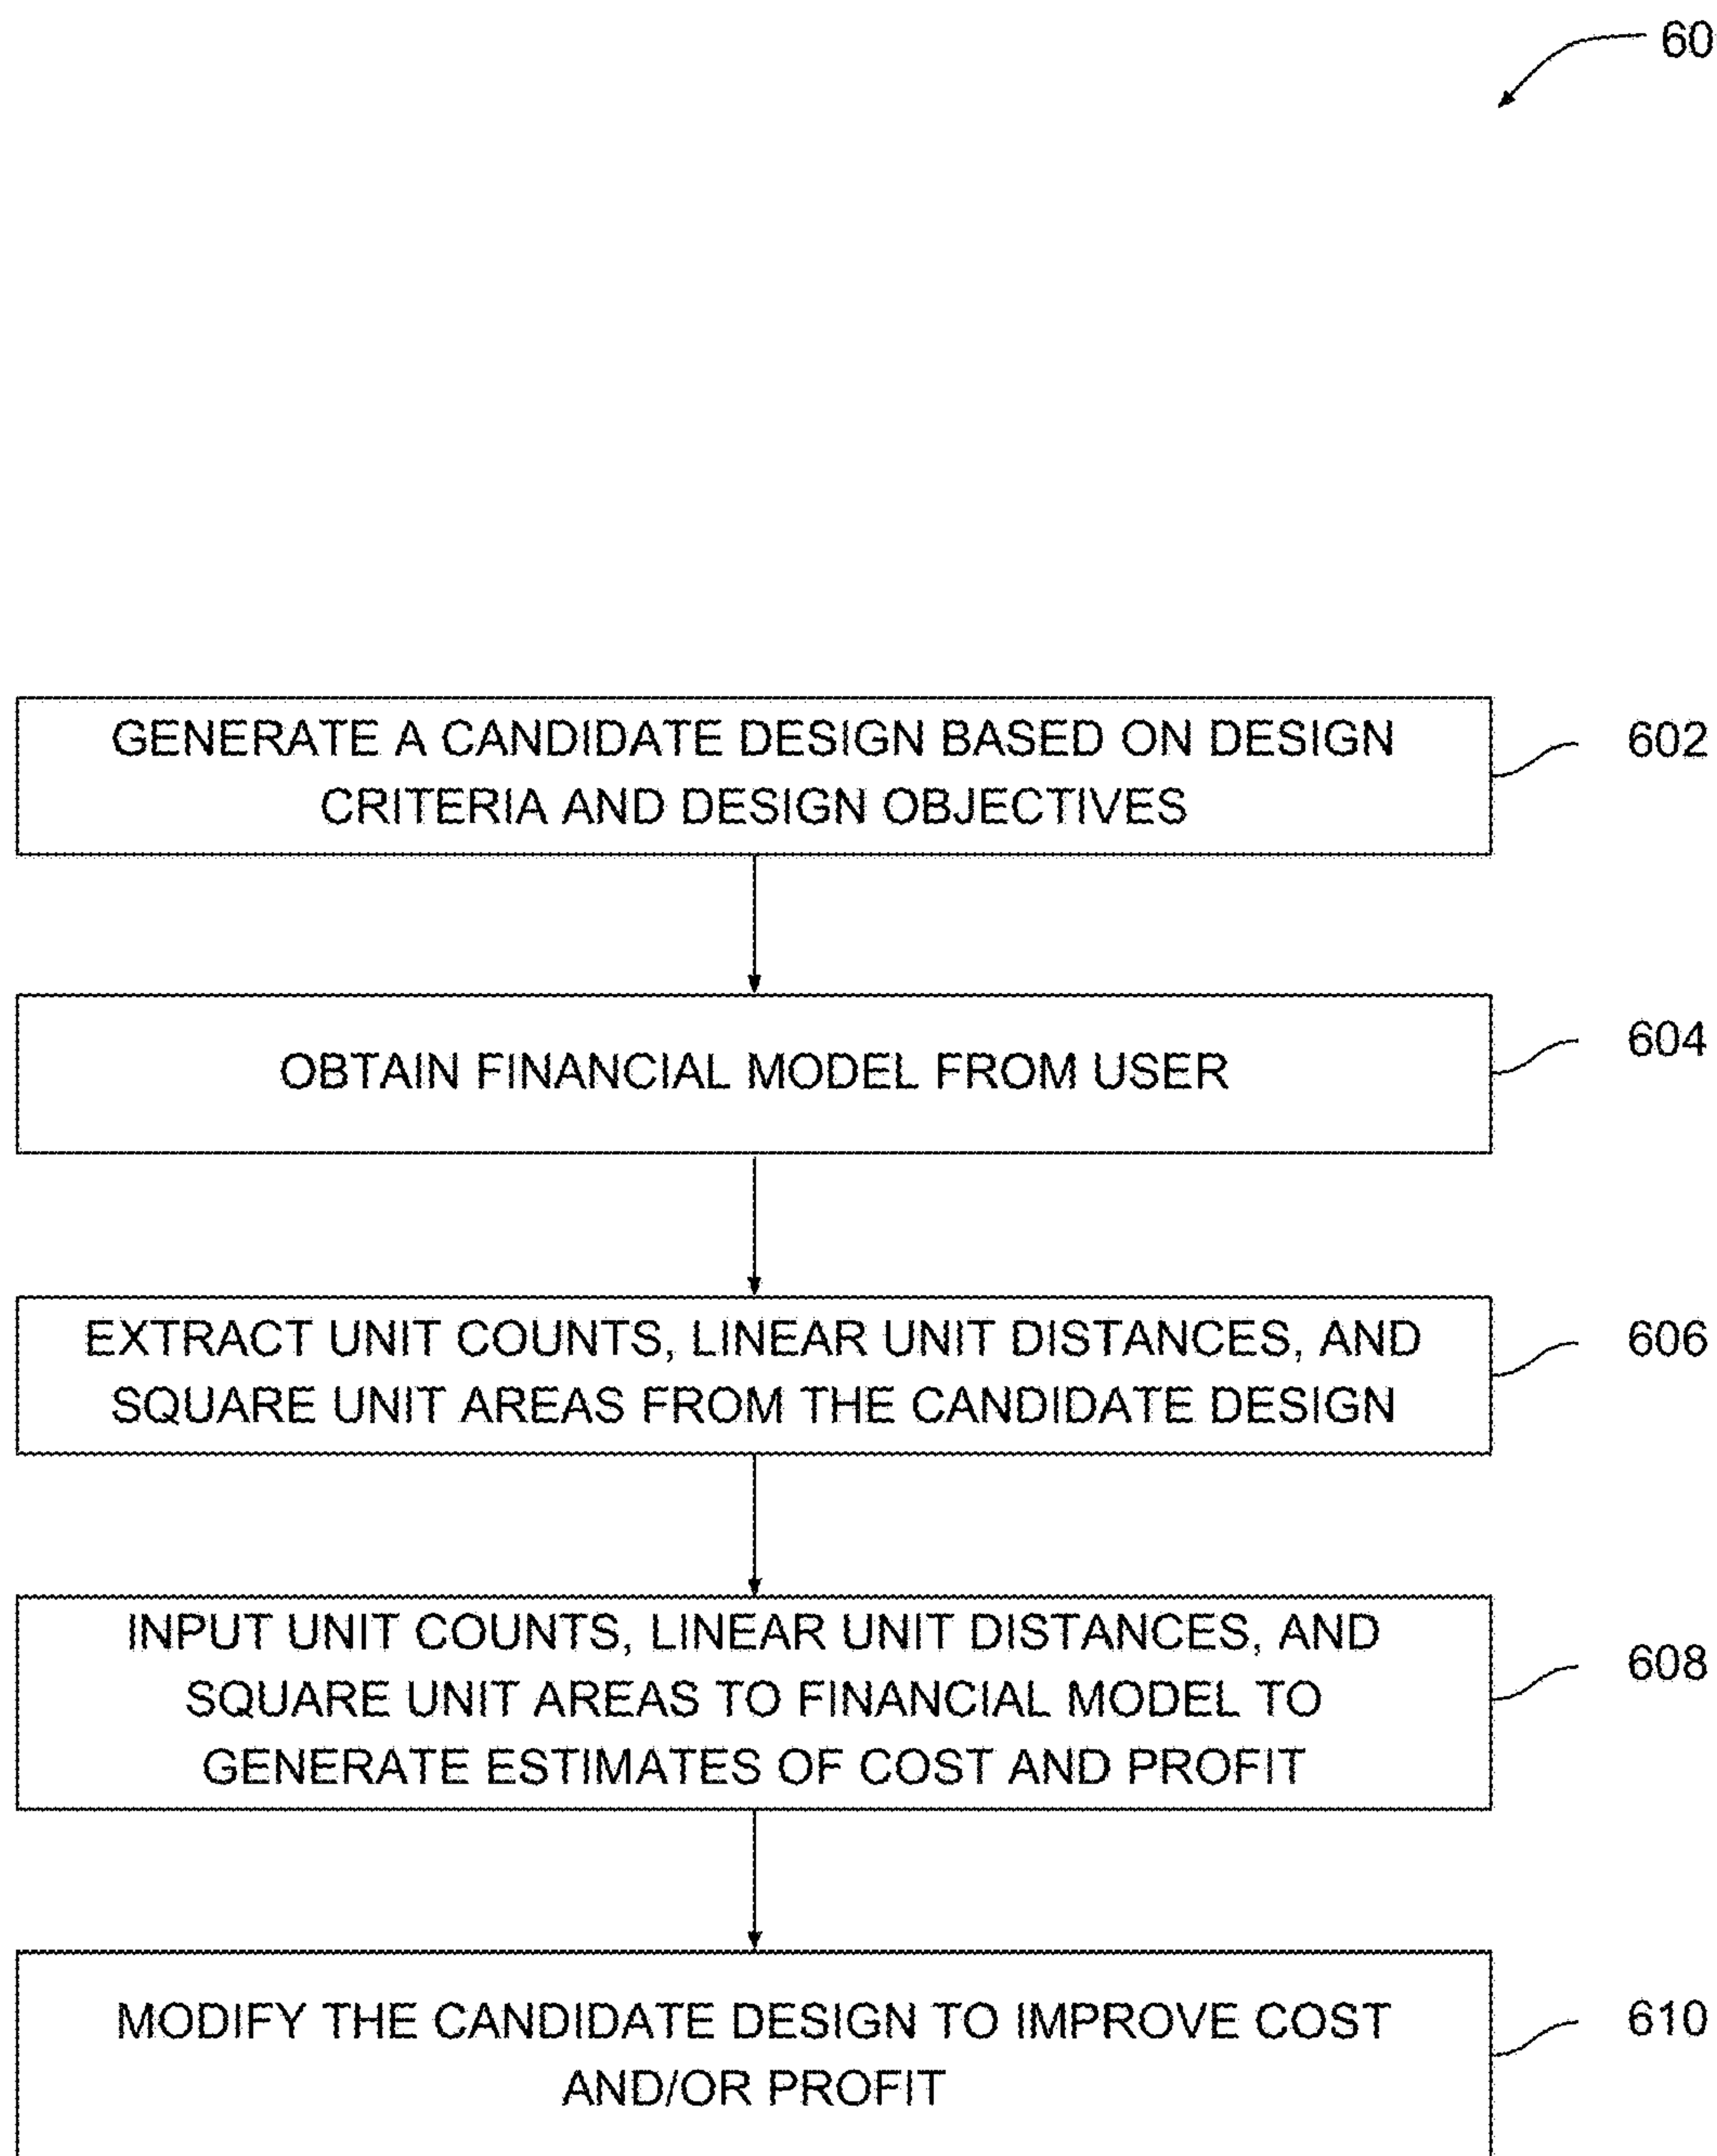 60
GENERATE A CANDIDATE DESIGN BASED ON DESIGN
CRITERIA AND DESIGN OBJECTIVES
602
OBTAIN FINANCIAL MODEL FROM USER
604
EXTRACT UNIT COUNTS, LINEAR UNIT DISTANCES, AND
SQUARE UNIT AREAS FROM THE CANDIDATE DESIGN
606
INPUT UNIT COUNTS, LINEAR UNIT DISTANCES, AND
SQUARE UNIT AREAS TO FINANCIAL MODEL TO
GENERATE ESTIMATES OF COST AND PROFIT
608
MODIFY THE CANDIDATE DESIGN TO IMPROVE COST
AND/OR PROFIT
610